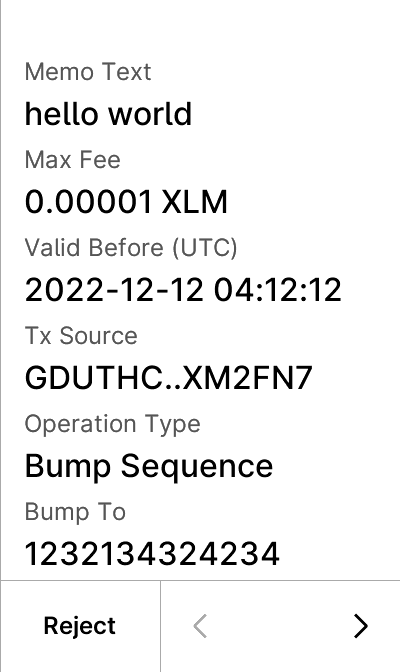 Memo Text
hello world
Max Fee
0.00001 XLM
Valid Before (UTC)
2022-12-12 04:12:12
Tx Source
GDUTHC..XM2FN7
Operation Type
Bump Sequence
Bump To
1232134324234
Reject